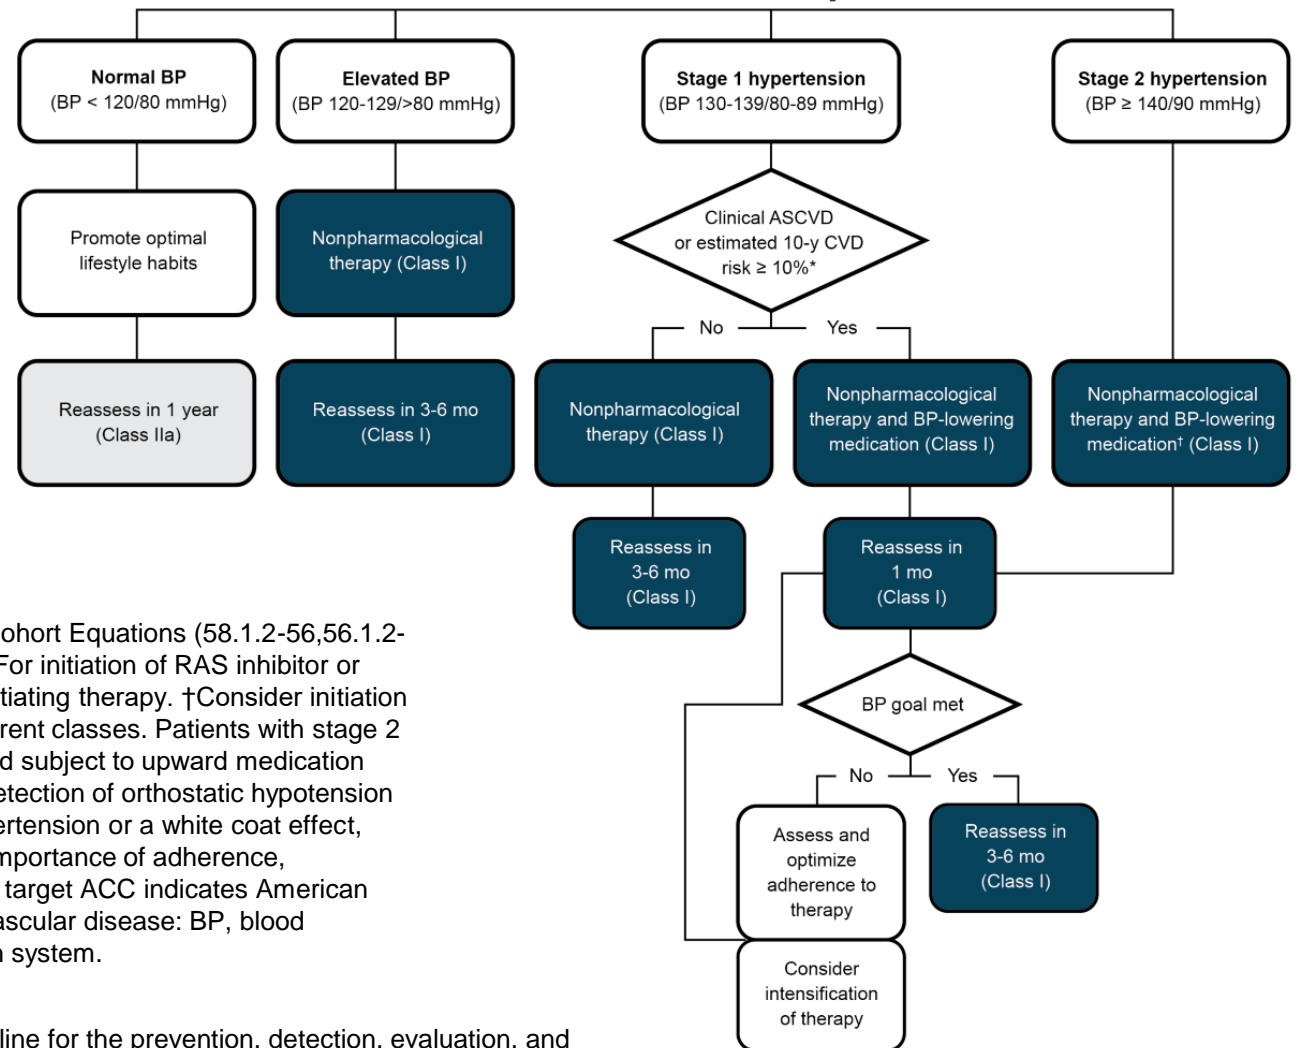 Normal BP
(BP < 120/80 mmHg)
Elevated BP
(BP 120-129/>80 mmHg)
Stage 1 hypertension
(BP 130-139/80-89 mmHg)
Stage 2 hypertension
(BP ≥ 140/90 mmHg)
Promote optimal
lifestyle habits
Nonpharmacological
therapy (Class I)
Clinical ASCVD
or estimated 10-y CVD
risk ≥ 10%*
No
Yes
Reassess in 1 year
(Class IIa)
Reassess in 3-6 mo
(Class I)
Nonpharmacological
therapy (Class I)
Nonpharmacological
therapy and BP-lowering
medication (Class I)
Nonpharmacological
therapy and BP-lowering
medication† (Class I)
Reassess in
3-6 mo
(Class I)
Reassess in
1 mo
(Class I)
BP goal met
No
Yes
Assess and
optimize
adherence to
therapy
Reassess in
3-6 mo
(Class I)
Consider
intensification
of therapy
ohort Equations (58.1.2-56,56.1.2-
For initiation of RAS inhibitor or
tiating therapy. †Consider initiation
rent classes. Patients with stage 2
d subject to upward medication
etection of orthostatic hypotension
ertension or a white coat effect,
mportance of adherence,
target ACC indicates American
ascular disease: BP, blood
n system.
line for the prevention, detection, evaluation, and